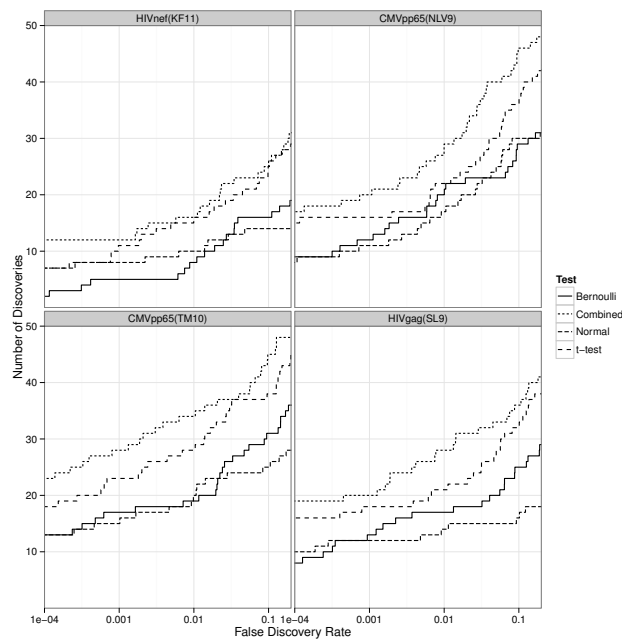 HIVnef(KF11) CMVpp65(NLV9)
50
40
30
20
10
CMVpp65(TM10) HIVgag(SL9)
50
40
30
20
10
1e−04 0.001 0.01 0.1 1e−04 0.001 0.01 0.1
False Discovery Rate
Number of Discoveries
Test
Bernoulli
Combined
Normal
t−test